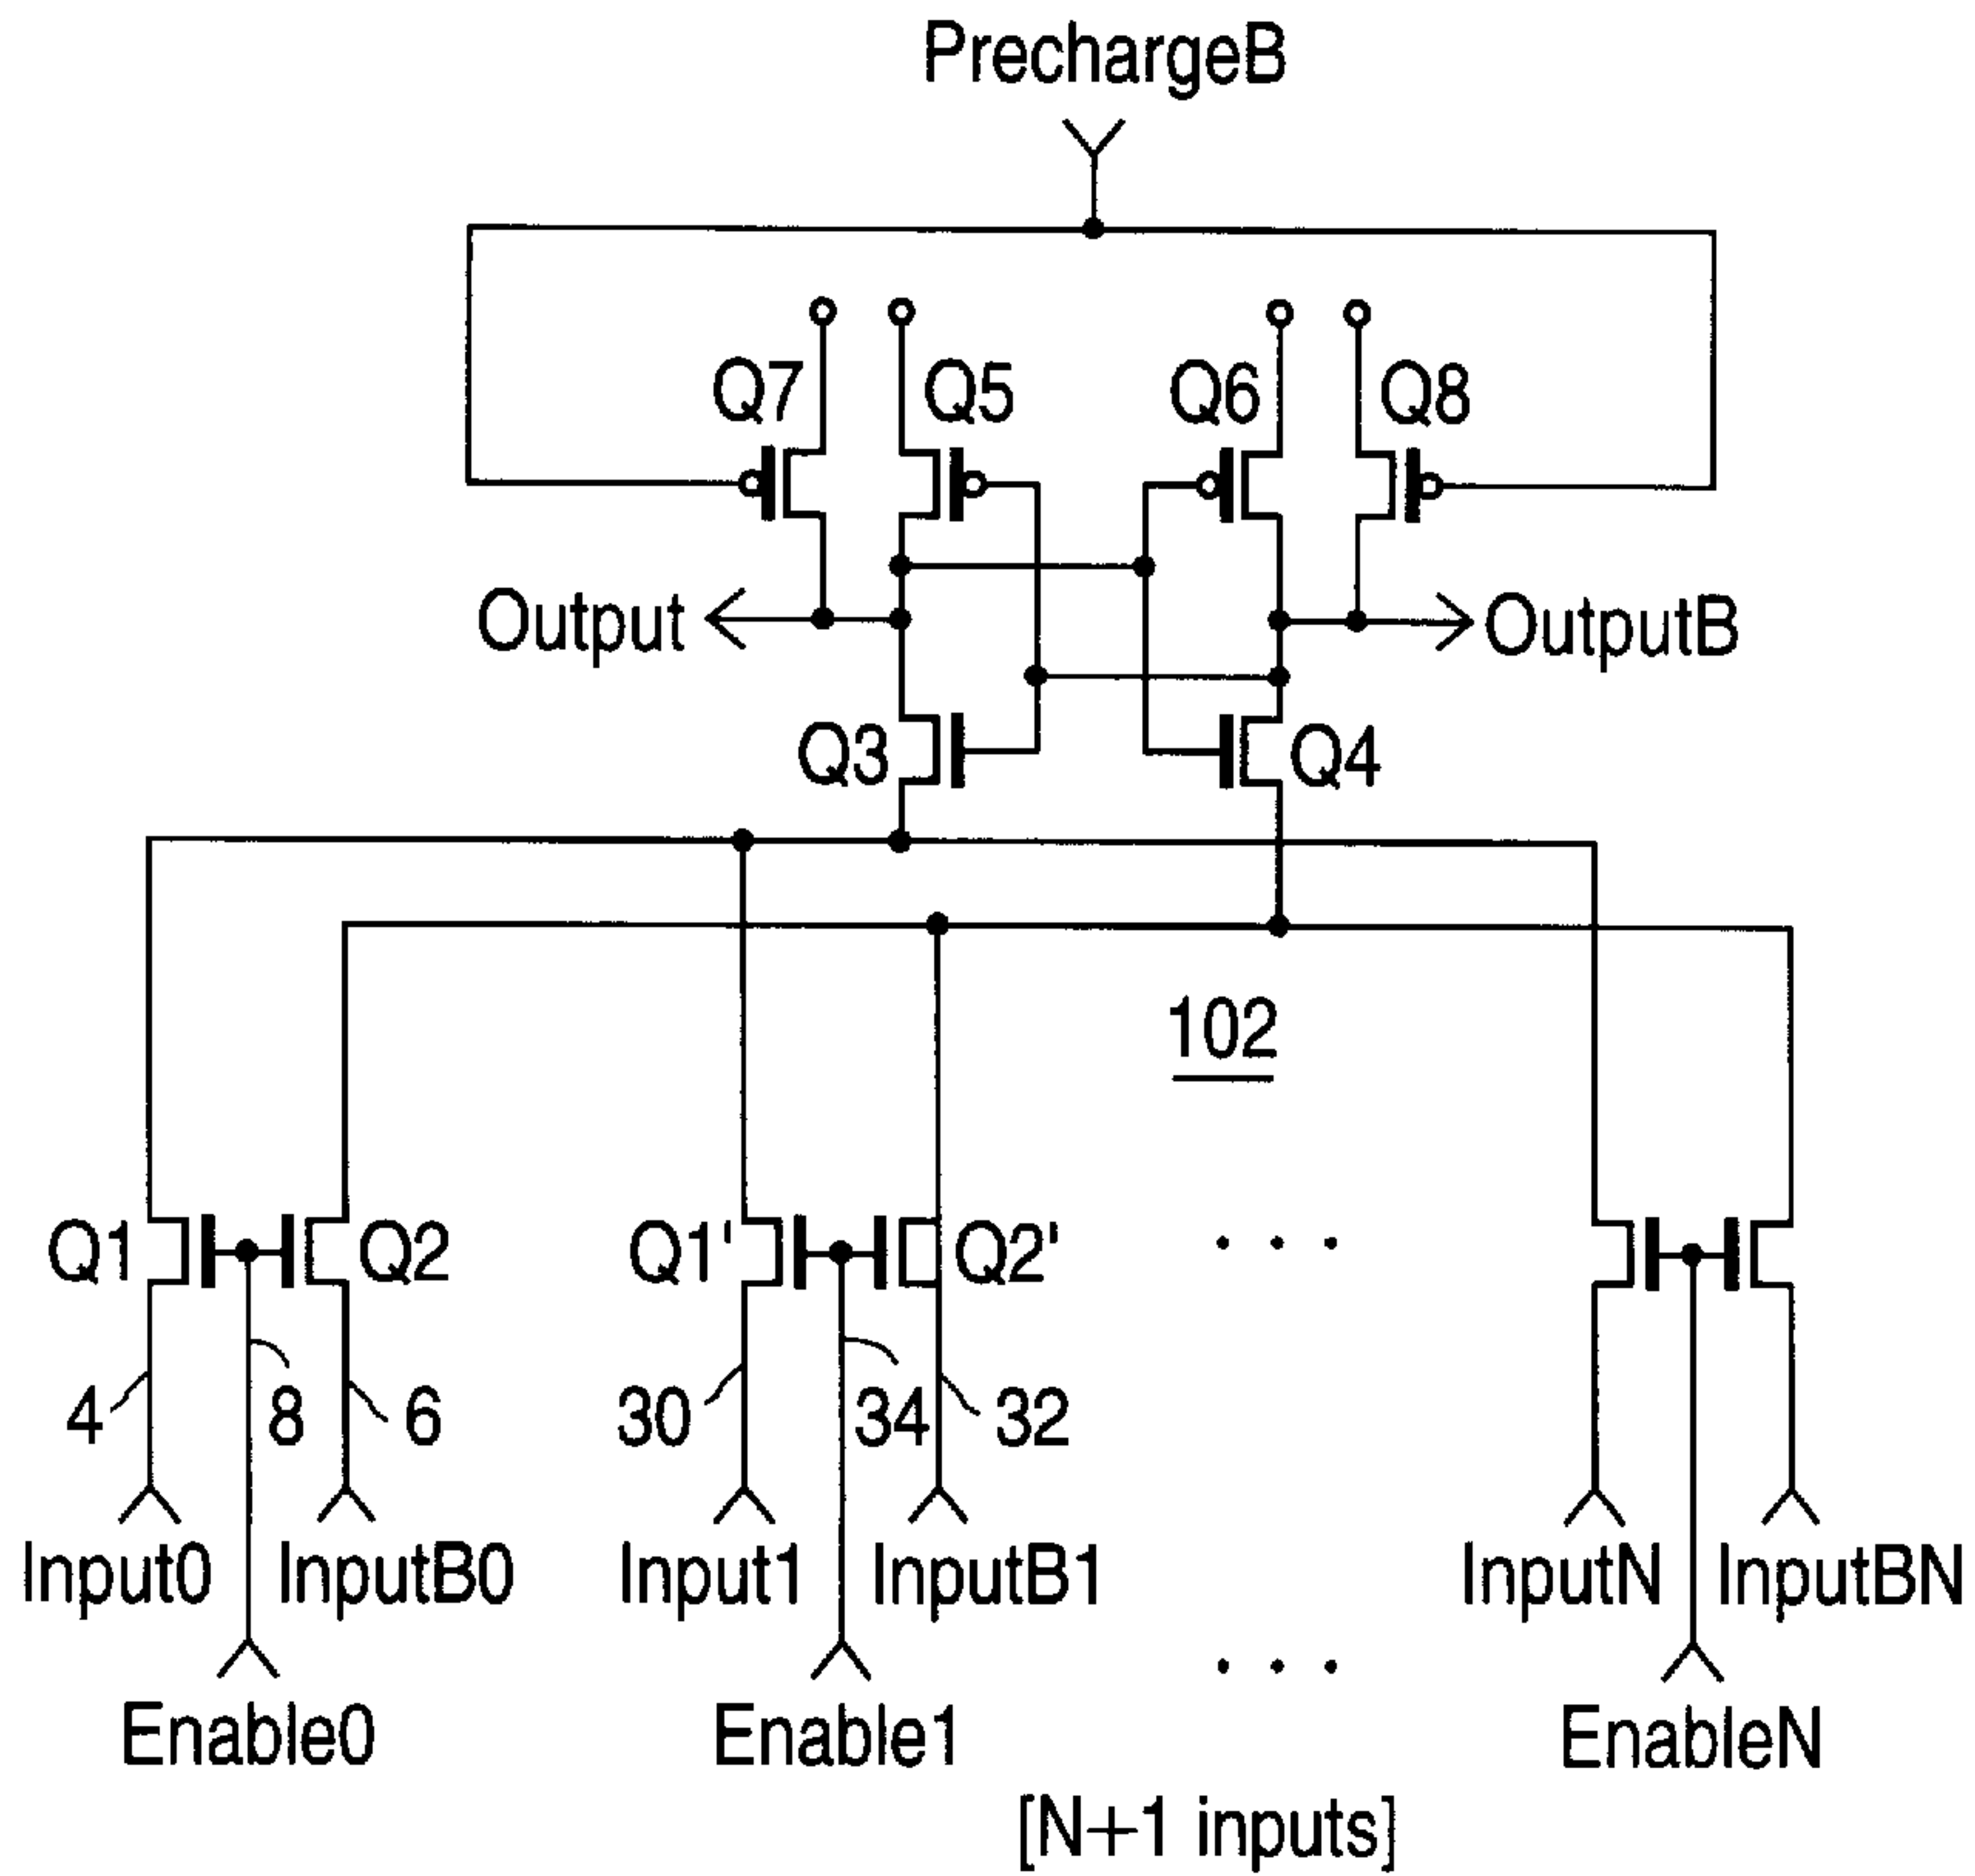 PrechargeB
Q7 Q5 Q6 Q8
Output OutputB
Q3 Q4
102
Q1 Q2 Q1' Q2' . . .
4 8 6 30 34 32
Input0 InputB0 Input1 InputB1 InputN InputBN
. . .
Enable0 Enable1 EnableN
[N+1 inputs]